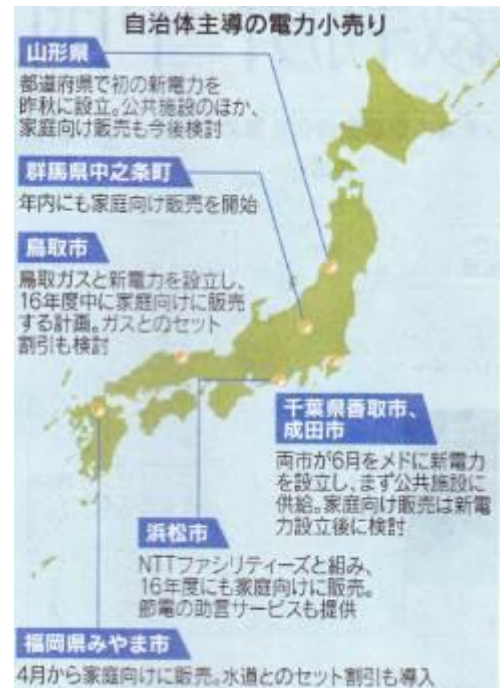 自治体主導の電力小売り
山形県
都道府県で初の新電力を
昨秋に設立。公共施設のほか、
家庭向け販売も今後検討
群馬県中之条町
年内にも家庭向け販売を開始
鳥取市
鳥取ガスと新電力を設立し、
16年度中に家庭向けに販売
する計画。ガスとのセット
割引も検討
千葉県香取市、
成田市
両市が6月をメドに新電力
を設立し、まず公共施設に
供給。家庭向け販売は新電
力設立後に検討
浜松市
NTTファシリティーズと組み、
16年度にも家庭向けに販売。
節電の助言サービスも提供
福岡県みやま市
4月から家庭向けに販売。水道とのセット割引も導入